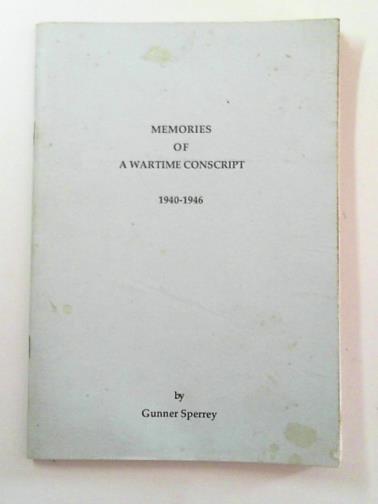 MEMORIES
OF
A WARTIME CONSCRIPT
1940-1946
by
Gunner Sperrey